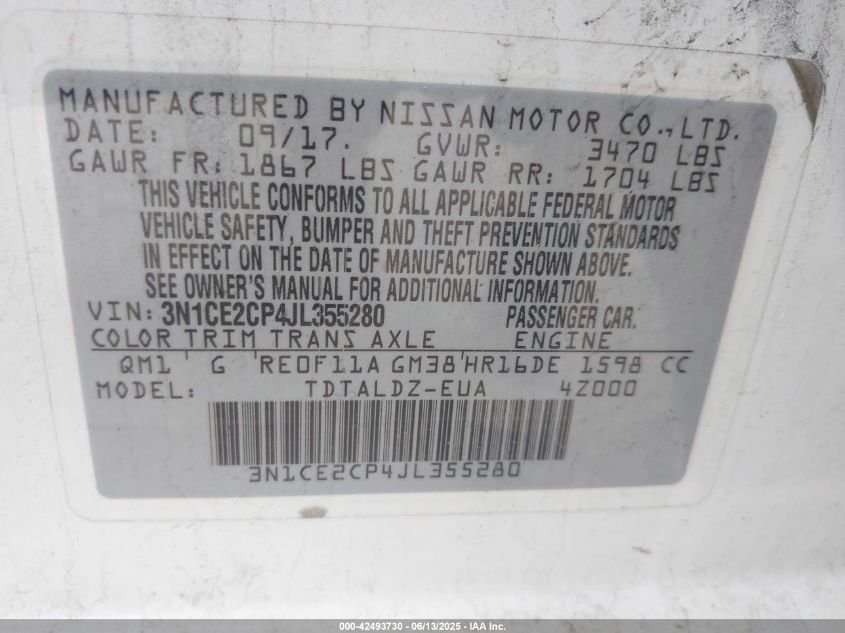 MANUFACTURED BY NISSAN MOTOR CO.,LTD.
DATE: 09/17. GVWR: 3470 LBS
GAWR FR: 1867 LBS GAWR RR: 1704 LBS
THIS VEHICLE CONFORMS TO ALL APPLICABLE FEDERAL MOTOR
VEHICLE SAFETY, BUMPER AND THEFT PREVENTION STANDARDS
IN EFFECT ON THE DATE OF MANUFACTURE SHOWN ABOVE.
SEE OWNER'S MANUAL FOR ADDITIONAL INFORMATION.
VIN: 3N1CE2CP4JL355280 PASSENGER CAR.
COLOR TRIM TRANS AXLE ENGINE
QM1 G RE0F11A GM38 HR16DE 1598 CC
MODEL: TDTALDZ-EUA 4Z000
3N1CE2CP4JL355280
000-42493730 - 06/13/2025 - IAA Inc.